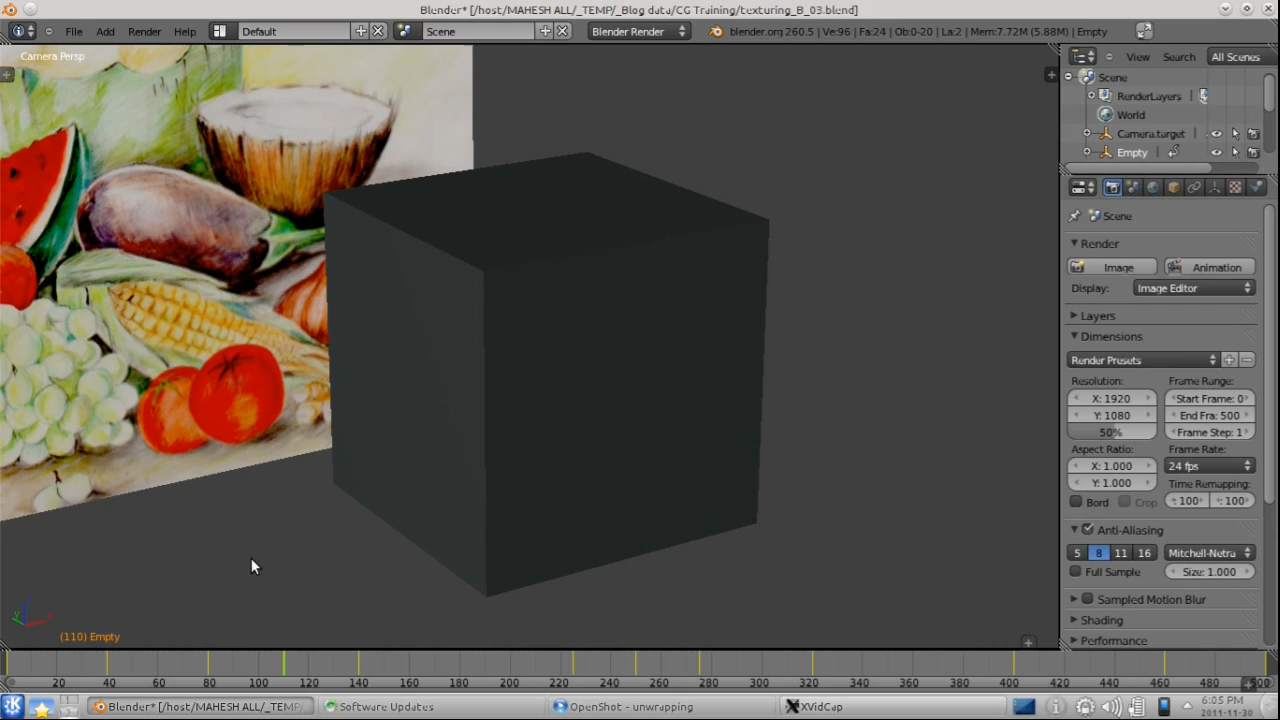 Blender* [/host/MAHESH ALL/_TEMP/_Blog data/CG Training/texturing_B_03.blend]
File Add Render Help Default Scene Blender Render blender.org 260.5 | Ve:96 | Fa:24 | Ob:0-20 | La:2 | Mem:7.72M (5.88M) | Empty
Camera Persp
View Search All Scenes
Scene
RenderLayers
World
Camera.target
Empty
Scene
Render
Image Animation
Display: Image Editor
Layers
Dimensions
Render Presets
Resolution: Frame Range:
X: 1920 Start Frame: 0
Y: 1080 End Fra: 500
50% Frame Step: 1
Aspect Ratio: Frame Rate:
X: 1.000 24 fps
Y: 1.000 Time Remapping:
Bord Crop : 100 : 100
Anti-Aliasing
5 8 11 16 Mitchell-Netra
Full Sample Size: 1.000
Sampled Motion Blur
Shading
Performance
(110) Empty
20 40 60 80 100 120 140 160 180 200 220 240 260 280 300 320 340 360 380 400 420 440 460 480 500
Blender* [/host/MAHESH ALL/_TEMP/ Software Updates OpenShot - unwrapping XVidCap 6:05 PM
2011-11-30